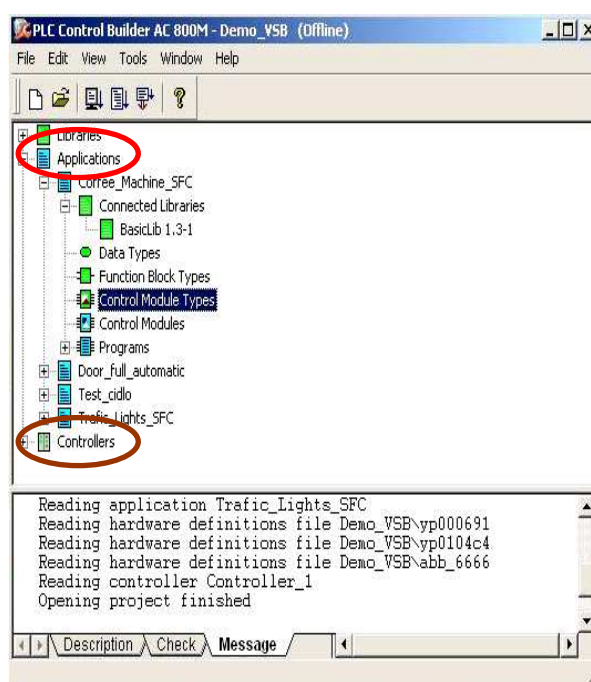 PLC Control Builder AC 800M - Demo_VSB (Offline)
File Edit View Tools Window Help
Libraries
Applications
Coffee_Machine_SFC
Connected Libraries
BasicLib 1.3-1
Data Types
Function Block Types
Control Module Types
Control Modules
Programs
Door_full_automatic
Test_cidlo
Trafic_Lights_SFC
Controllers
Reading application Trafic_Lights_SFC
Reading hardware definitions file Demo_VSB\yp000691
Reading hardware definitions file Demo_VSB\yp0104c4
Reading hardware definitions file Demo_VSB\abb_6666
Reading controller Controller_1
Opening project finished
Description Check Message